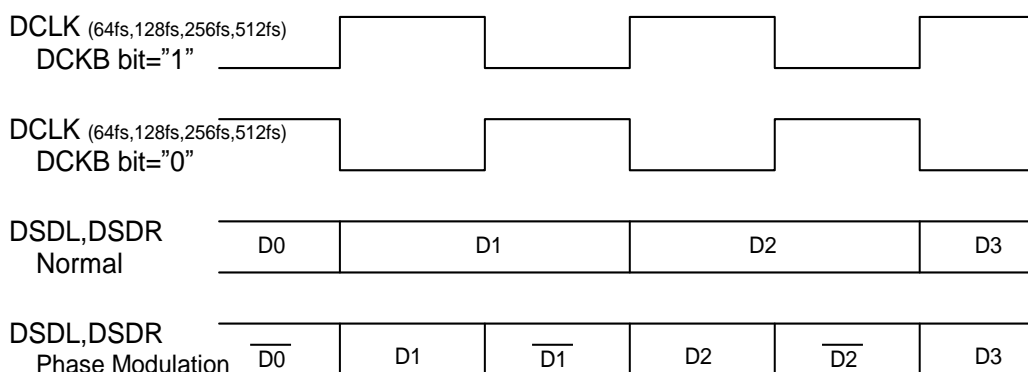 DCLK (64fs,128fs,256fs,512fs)
DCKB bit=”1”
DCLK (64fs,128fs,256fs,512fs)
DCKB bit=”0”
DSDL,DSDR
Normal
D0 D1 D2 D3
DSDL,DSDR
Phase Modulation
D0 D1 D1 D2 D2 D3